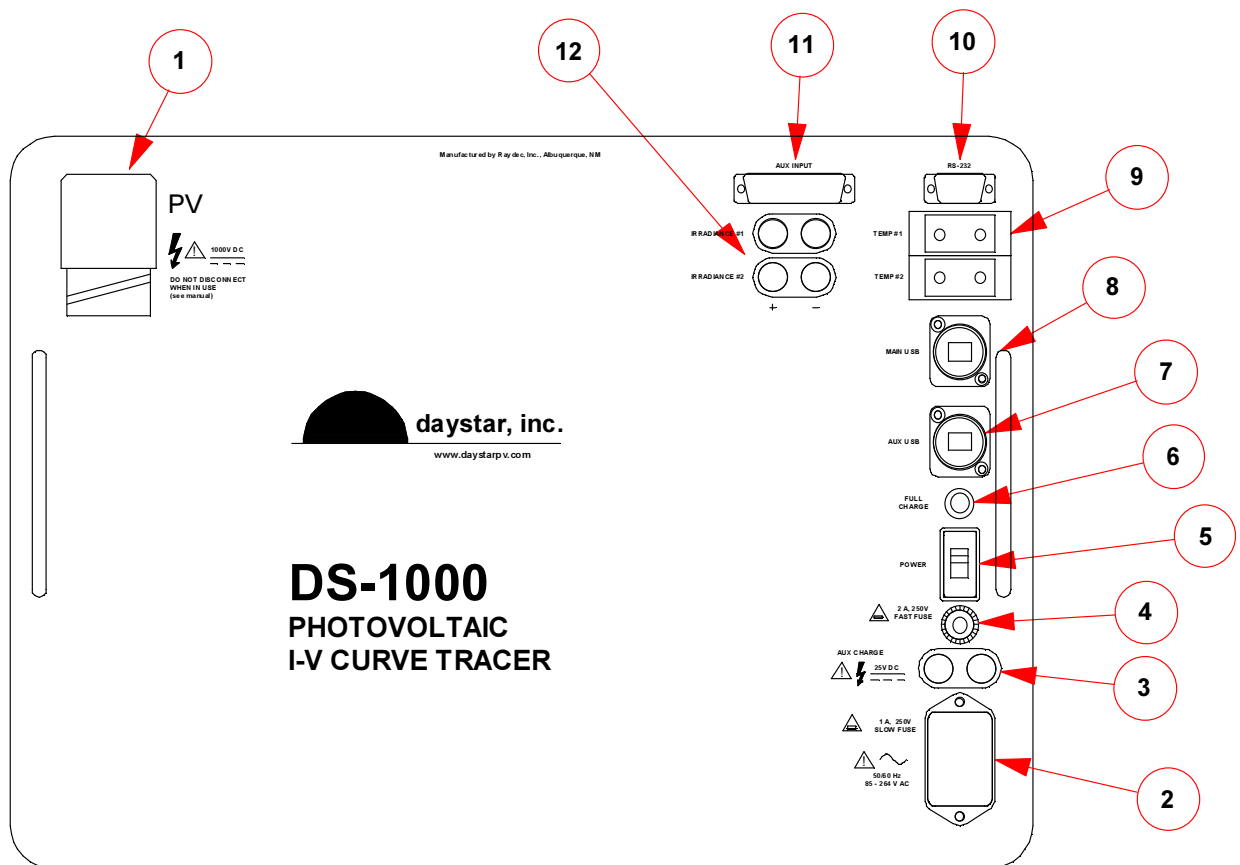 1
12
11
10
Manufactured by Raydec, Inc., Albuquerque, NM
PV
1000V DC
DO NOT DISCONNECT
WHEN IN USE
(see manual)
AUX INPUT
RS-232
9
IRRADIANCE #1
TEMP #1
IRRADIANCE #2
TEMP #2
+ −
8
MAIN USB
7
AUX USB
daystar, inc.
www.daystarpv.com
6
FULL
CHARGE
5
POWER
DS-1000
PHOTOVOLTAIC
I-V CURVE TRACER
4
2 A, 250V
FAST FUSE
AUX CHARGE
25V DC
3
1 A, 250V
SLOW FUSE
50/60 Hz
85 - 264 V AC
2